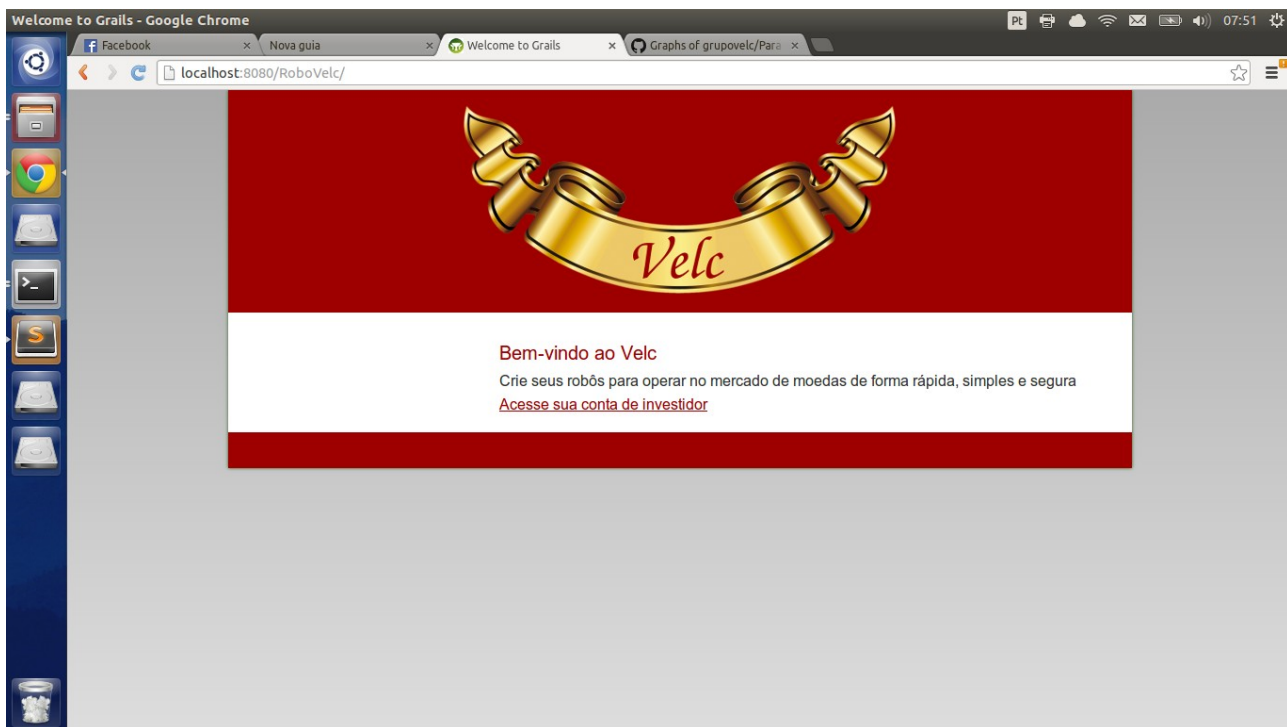 Welcome to Grails - Google Chrome
Pt
07:51
Facebook
Nova guia
Welcome to Grails
Graphs of grupovelc/Para
localhost:8080/RoboVelc/
Velc
Bem-vindo ao Velc
Crie seus robôs para operar no mercado de moedas de forma rápida, simples e segura
Acesse sua conta de investidor
>_
S